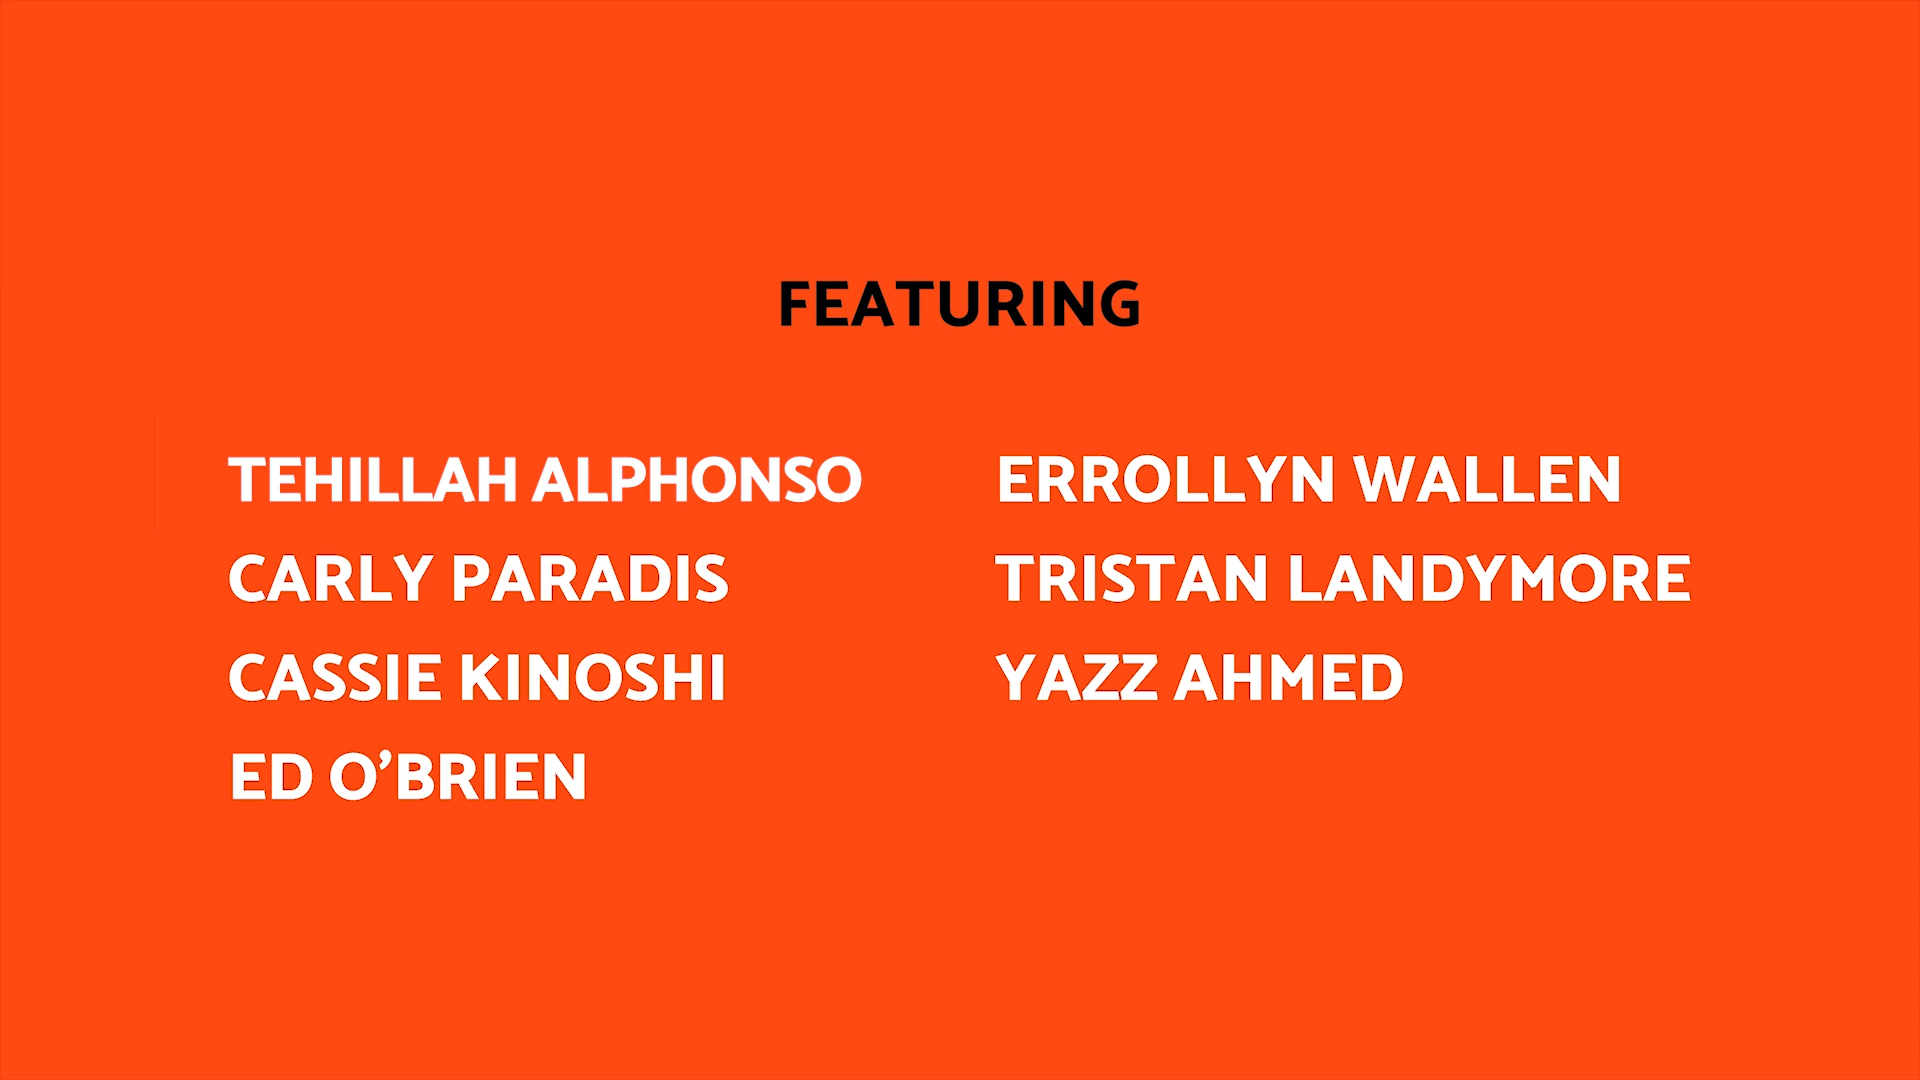 FEATURING
TEHILLAH ALPHONSO
CARLY PARADIS
CASSIE KINOSHI
ED O’BRIEN
ERROLLYN WALLEN
TRISTAN LANDYMORE
YAZZ AHMED